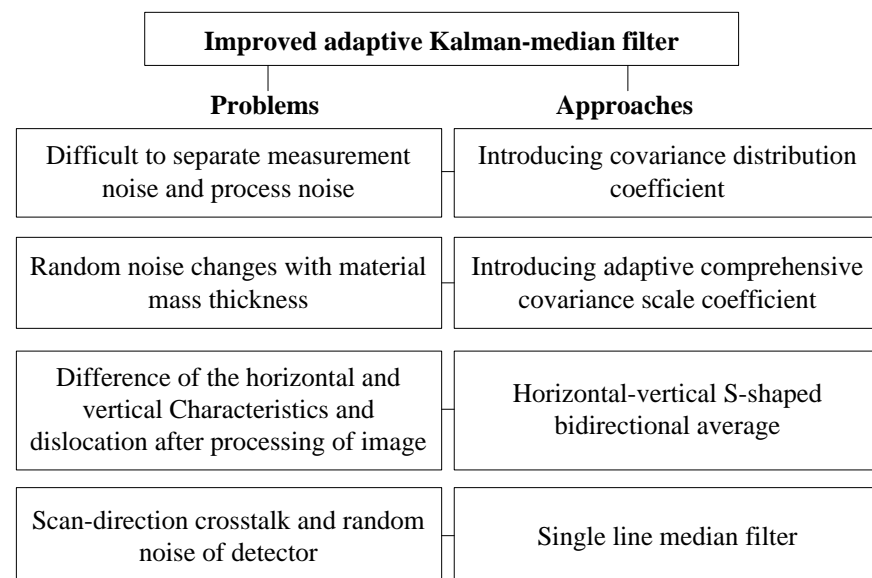 Improved adaptive Kalman-median filter
Problems
Approaches
Difficult to separate measurement
noise and process noise
Introducing covariance distribution
coefficient
Random noise changes with material
mass thickness
Introducing adaptive comprehensive
covariance scale coefficient
Difference of the horizontal and
vertical Characteristics and
dislocation after processing of image
Horizontal-vertical S-shaped
bidirectional average
Scan-direction crosstalk and random
noise of detector
Single line median filter